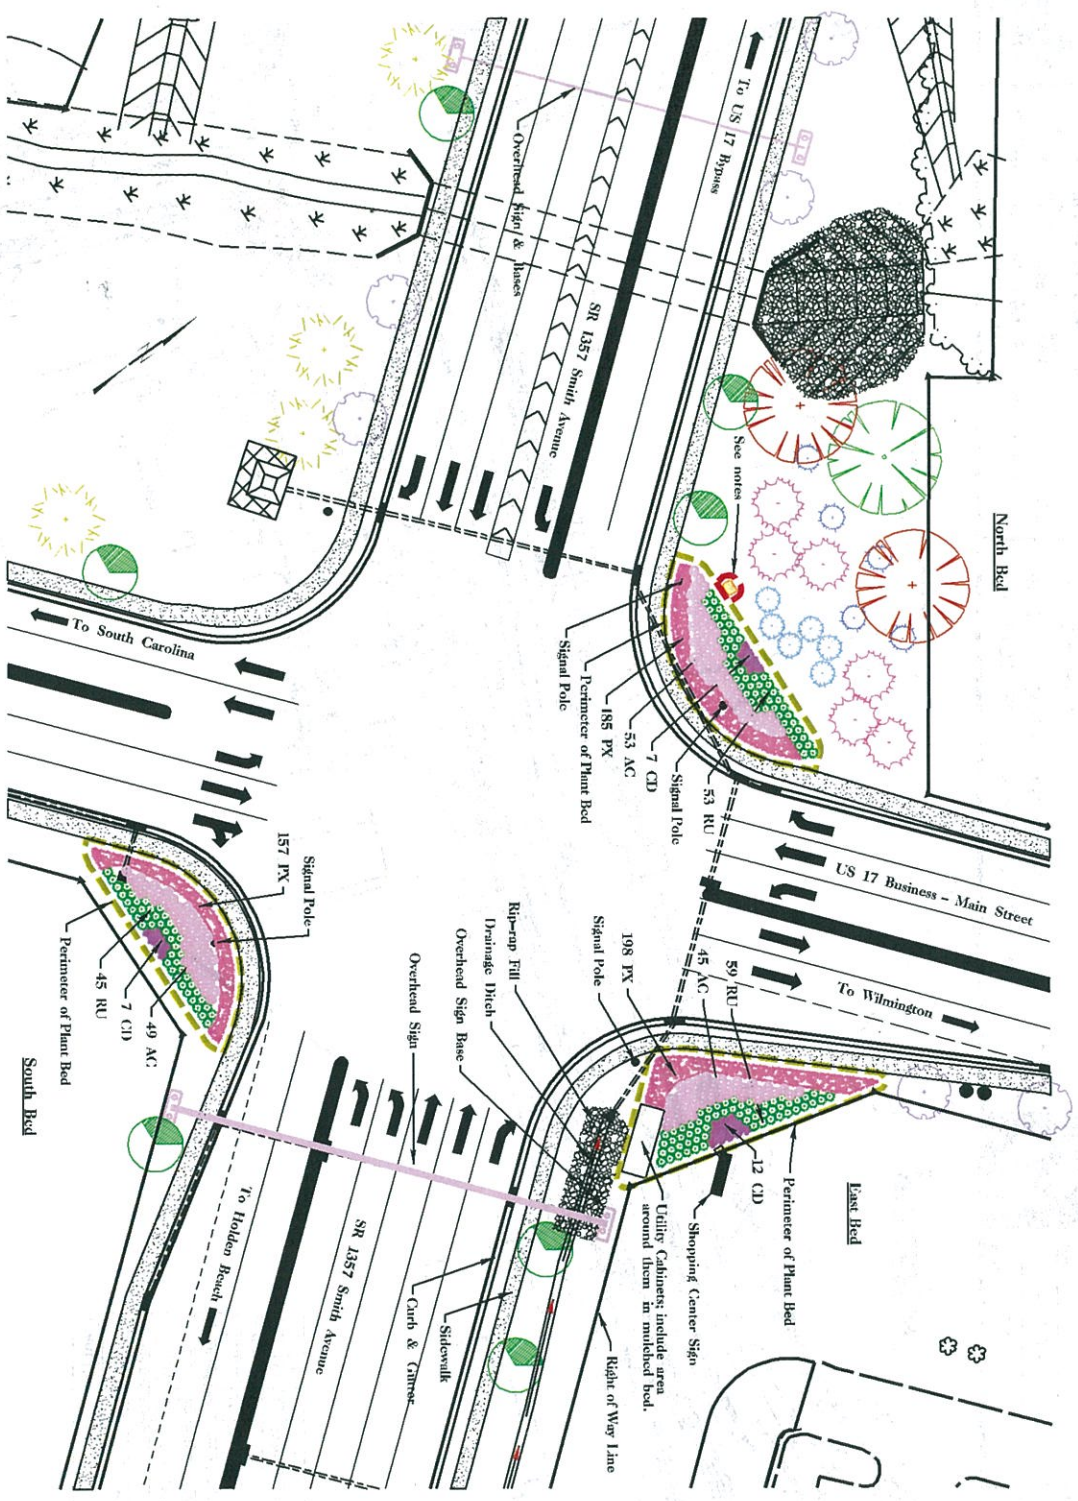 North Bed
To US 17 Bypass
See notes
Overhead Sign & Bases
SR 1357 Smith Avenue
53 RU
Signal Pole
7 CD
53 AC
185 PX
Perimeter of Plant Bed
Signal Pole
To South Carolina
US 17 Business - Main Street
To Wilmington
East Bed
Perimeter of Plant Bed
12 CD
Shopping Center Sign
59 RU
45 AC
198 PX
Signal Pole
Utility Cabinets; include area
around them in mulched bed.
Right of Way Line
Rip-rap Fill
Drainage Ditch
Overhead Sign Base
Overhead Sign
Sidewalk
Curb & Gutter
SR 1357 Smith Avenue
To Holden Beach
Signal Pole
157 PX
49 AC
7 CD
45 RU
Perimeter of Plant Bed
South Bed